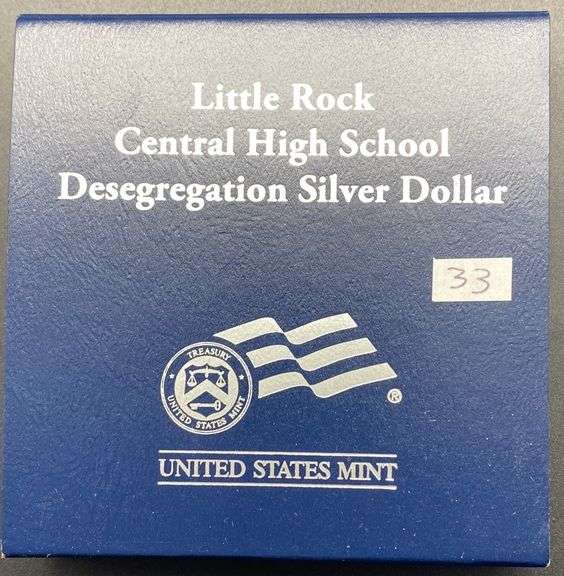 Little Rock
Central High School
Desegregation Silver Dollar
33
TREASURY
UNITED STATES MINT
®
UNITED STATES MINT